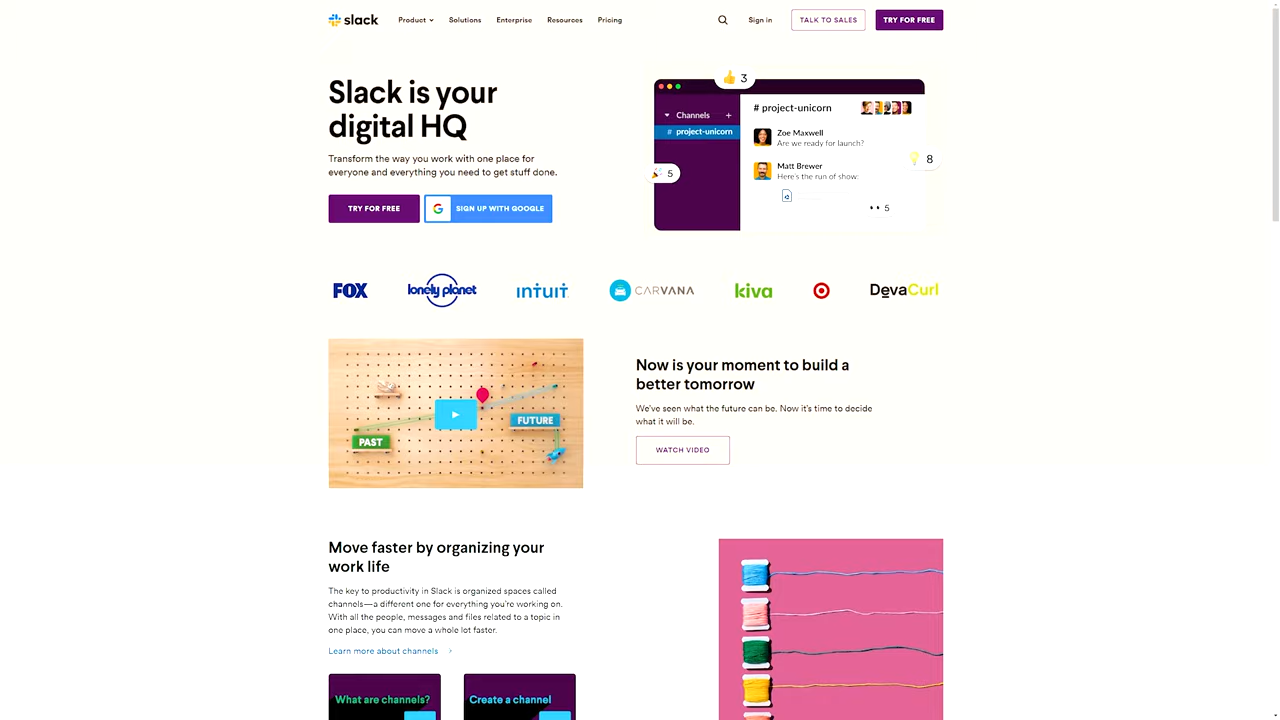 slack
Product
Solutions
Enterprise
Resources
Pricing
Sign in
TALK TO SALES
TRY FOR FREE
Slack is your
digital HQ
Transform the way you work with one place for
everyone and everything you need to get stuff done.
TRY FOR FREE
SIGN UP WITH GOOGLE
3
Channels +
# project-unicorn
# project-unicorn
Zoe Maxwell
Are we ready for launch?
Matt Brewer
Here's the run of show:
8
5
5
FOX
lonely planet
intuit
CARVANA
kiva
DevaCurl
PAST
FUTURE
Now is your moment to build a
better tomorrow
We've seen what the future can be. Now it's time to decide
what it will be.
WATCH VIDEO
Move faster by organizing your
work life
The key to productivity in Slack is organized spaces called
channels—a different one for everything you're working on.
With all the people, messages and files related to a topic in
one place, you can move a whole lot faster.
Learn more about channels
What are channels?
Create a channel